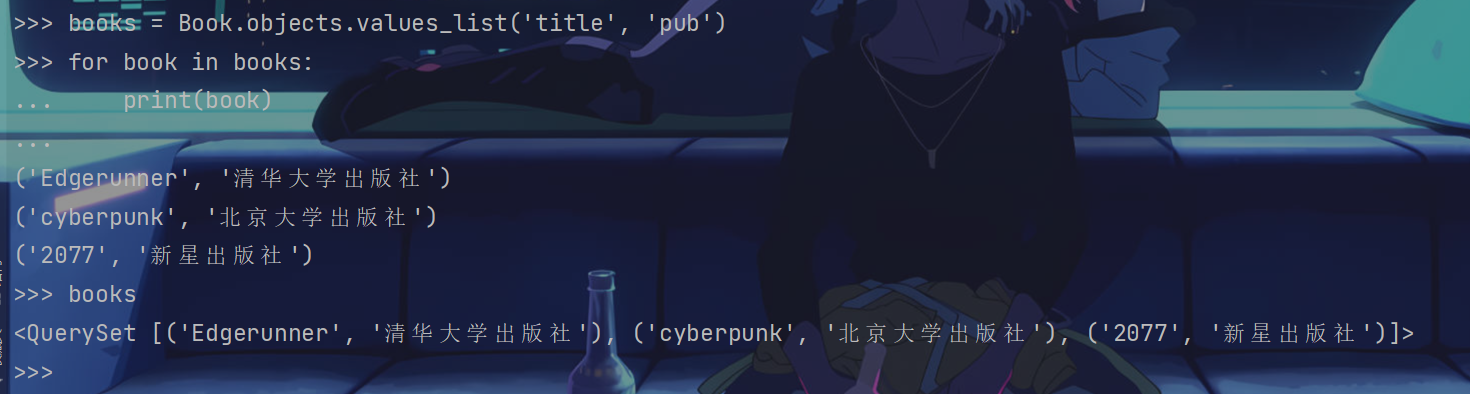 >>> books = Book.objects.values_list('title', 'pub')
>>> for book in books:
...     print(book)
...
('Edgerunner', '清华大学出版社')
('cyberpunk', '北京大学出版社')
('2077', '新星出版社')
>>> books
<QuerySet [('Edgerunner', '清华大学出版社'), ('cyberpunk', '北京大学出版社'), ('2077', '新星出版社')]>
>>>